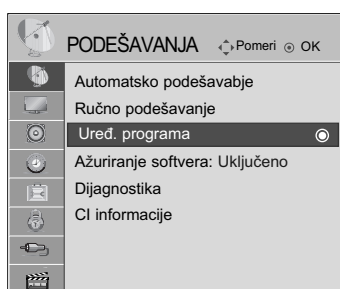 PODEŠAVANJA Pomeri OK
Automatsko podešavabje
Ručno podešavanje
Uređ. programa
Ažuriranje softvera: Uključeno
Dijagnostika
CI informacije